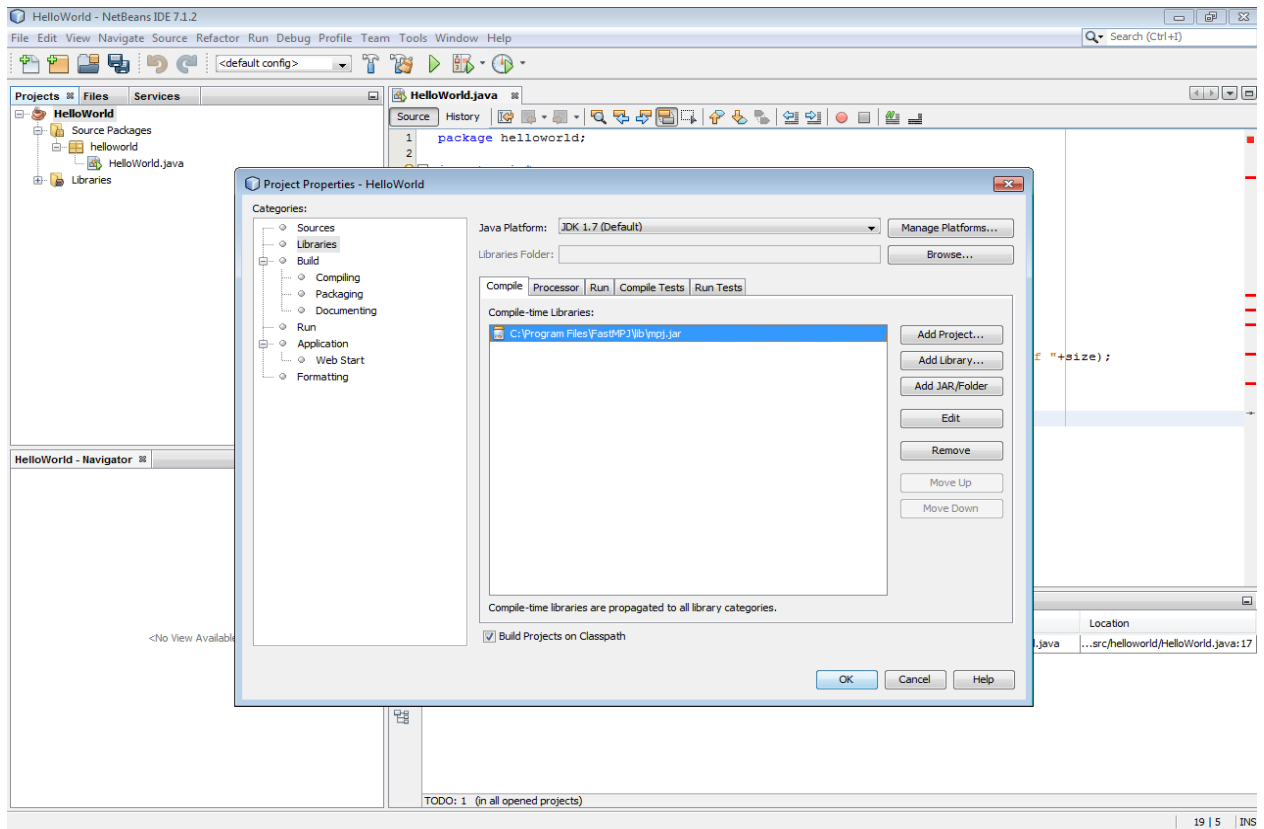 HelloWorld - NetBeans IDE 7.1.2
File Edit View Navigate Source Refactor Run Debug Profile Team Tools Window Help
Search (Ctrl+I)
<default config>
Projects Files Services
HelloWorld
Source Packages
helloworld
HelloWorld.java
Libraries
HelloWorld.java
Source History
1 package helloworld;
2
f "+size);
Project Properties - HelloWorld
Categories:
Sources
Libraries
Build
Compiling
Packaging
Documenting
Run
Application
Web Start
Formatting
Java Platform: JDK 1.7 (Default) Manage Platforms...
Libraries Folder: Browse...
Compile Processor Run Compile Tests Run Tests
Compile-time Libraries:
C:\Program Files\FastMPJ\lib\mpj.jar
Add Project...
Add Library...
Add JAR/Folder
Edit
Remove
Move Up
Move Down
Compile-time libraries are propagated to all library categories.
Build Projects on Classpath
OK Cancel Help
HelloWorld - Navigator
<No View Available
Location
.java ...src/helloworld/HelloWorld.java:17
TODO: 1 (in all opened projects)
19 | 5 INS